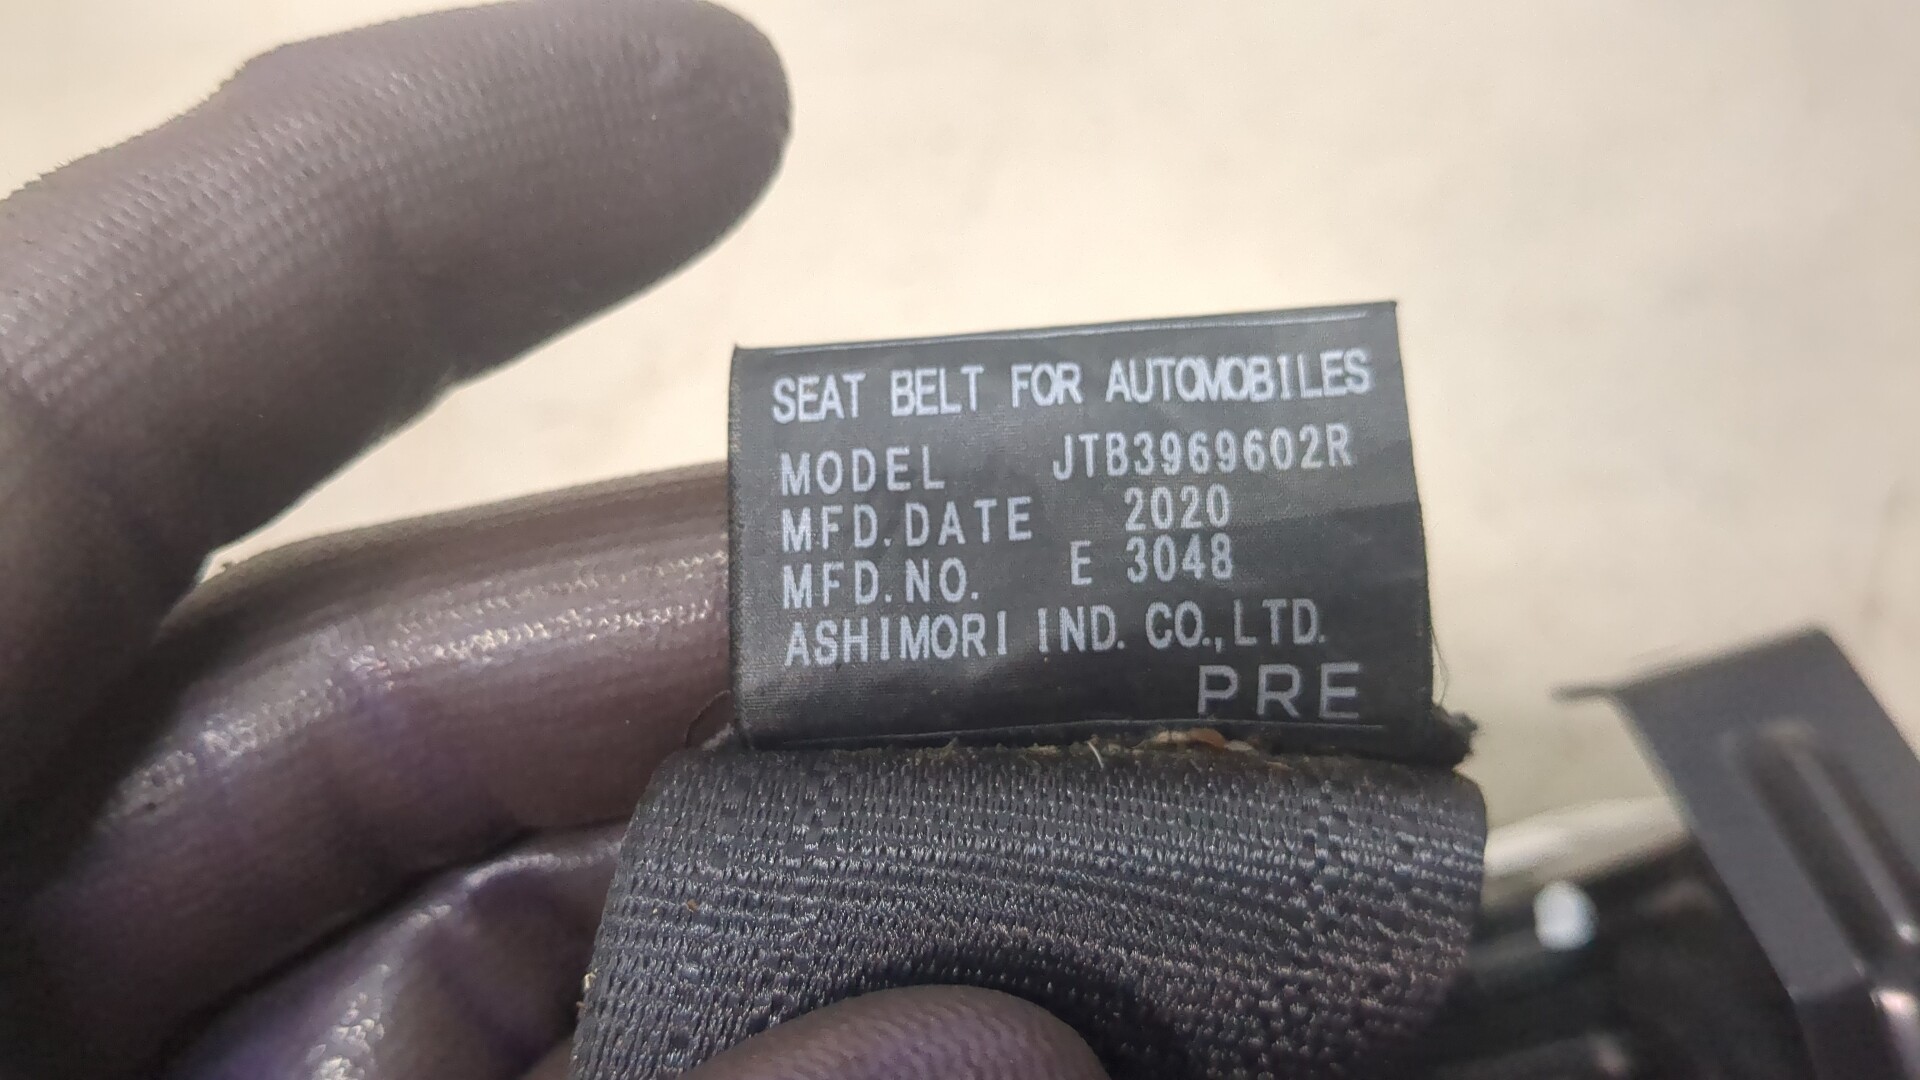 SEAT BELT FOR AUTOMOBILES
MODEL JTB3969602R
MFD.DATE 2020
MFD.NO. E 3048
ASHIMORI IND. CO.,LTD.
PRE